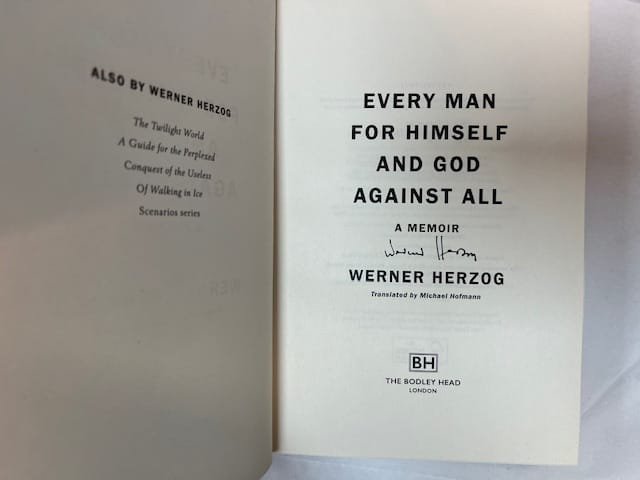 ALSO BY WERNER HERZOG
The Twilight World
A Guide for the Perplexed
Conquest of the Useless
Of Walking in Ice
Scenarios series
EVERY MAN
FOR HIMSELF
AND GOD
AGAINST ALL
A MEMOIR
Werner Herzog
WERNER HERZOG
Translated by Michael Hofmann
BH
THE BODLEY HEAD
LONDON